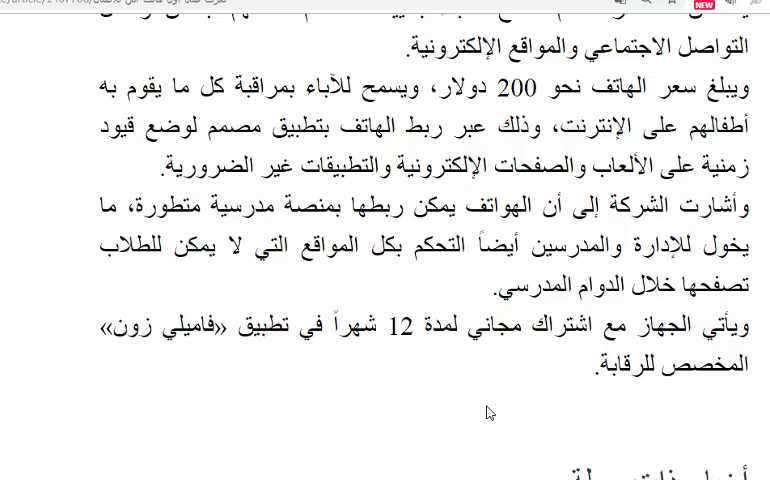 التواصل الاجتماعي والمواقع الإلكترونية.
ويبلغ سعر الهاتف نحو 200 دولار، ويسمح للآباء بمراقبة كل ما يقوم به
أطفالهم على الإنترنت، وذلك عبر ربط الهاتف بتطبيق مصمم لوضع قيود
زمنية على الألعاب والصفحات الإلكترونية والتطبيقات غير الضرورية.
وأشارت الشركة إلى أن الهواتف يمكن ربطها بمنصة مدرسية متطورة، ما
يخول للإدارة والمدرسين أيضاً التحكم بكل المواقع التي لا يمكن للطلاب
تصفحها خلال الدوام المدرسي.
ويأتي الجهاز مع اشتراك مجاني لمدة 12 شهراً في تطبيق «فاميلي زون»
المخصص للرقابة.
NEW